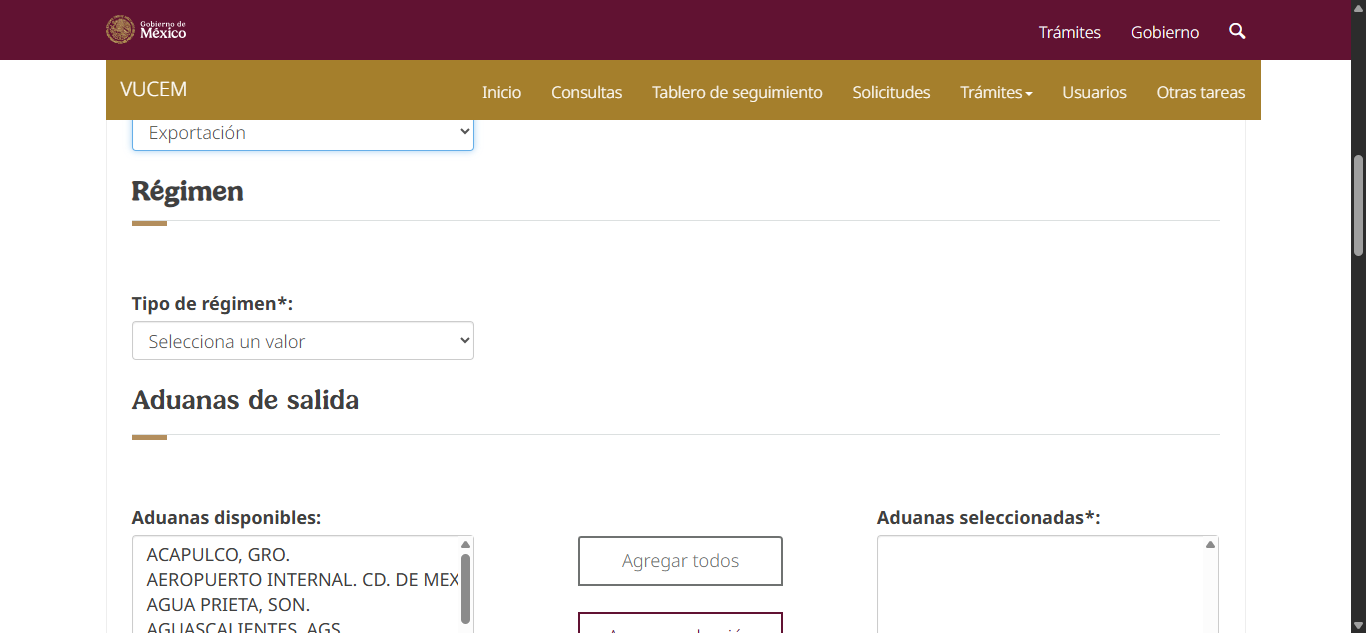 Gobierno de
México
Trámites
Gobierno
VUCEM
Inicio
Consultas
Tablero de seguimiento
Solicitudes
Trámites
Usuarios
Otras tareas
Exportación
Régimen
Tipo de régimen*:
Selecciona un valor
Aduanas de salida
Aduanas disponibles:
ACAPULCO, GRO.
AEROPUERTO INTERNAL. CD. DE MEX
AGUA PRIETA, SON.
AGUASCALIENTES, AGS.
Agregar todos
Aduanas seleccionadas*: